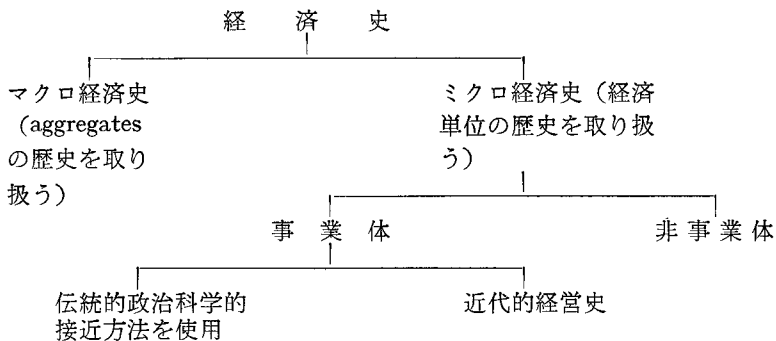 経済史
マクロ経済史
（aggregates
の歴史を取り
扱う）
ミクロ経済史（経済
単位の歴史を取り扱
う）
事業体
非事業体
伝統的政治科学的
接近方法を使用
近代的経営史